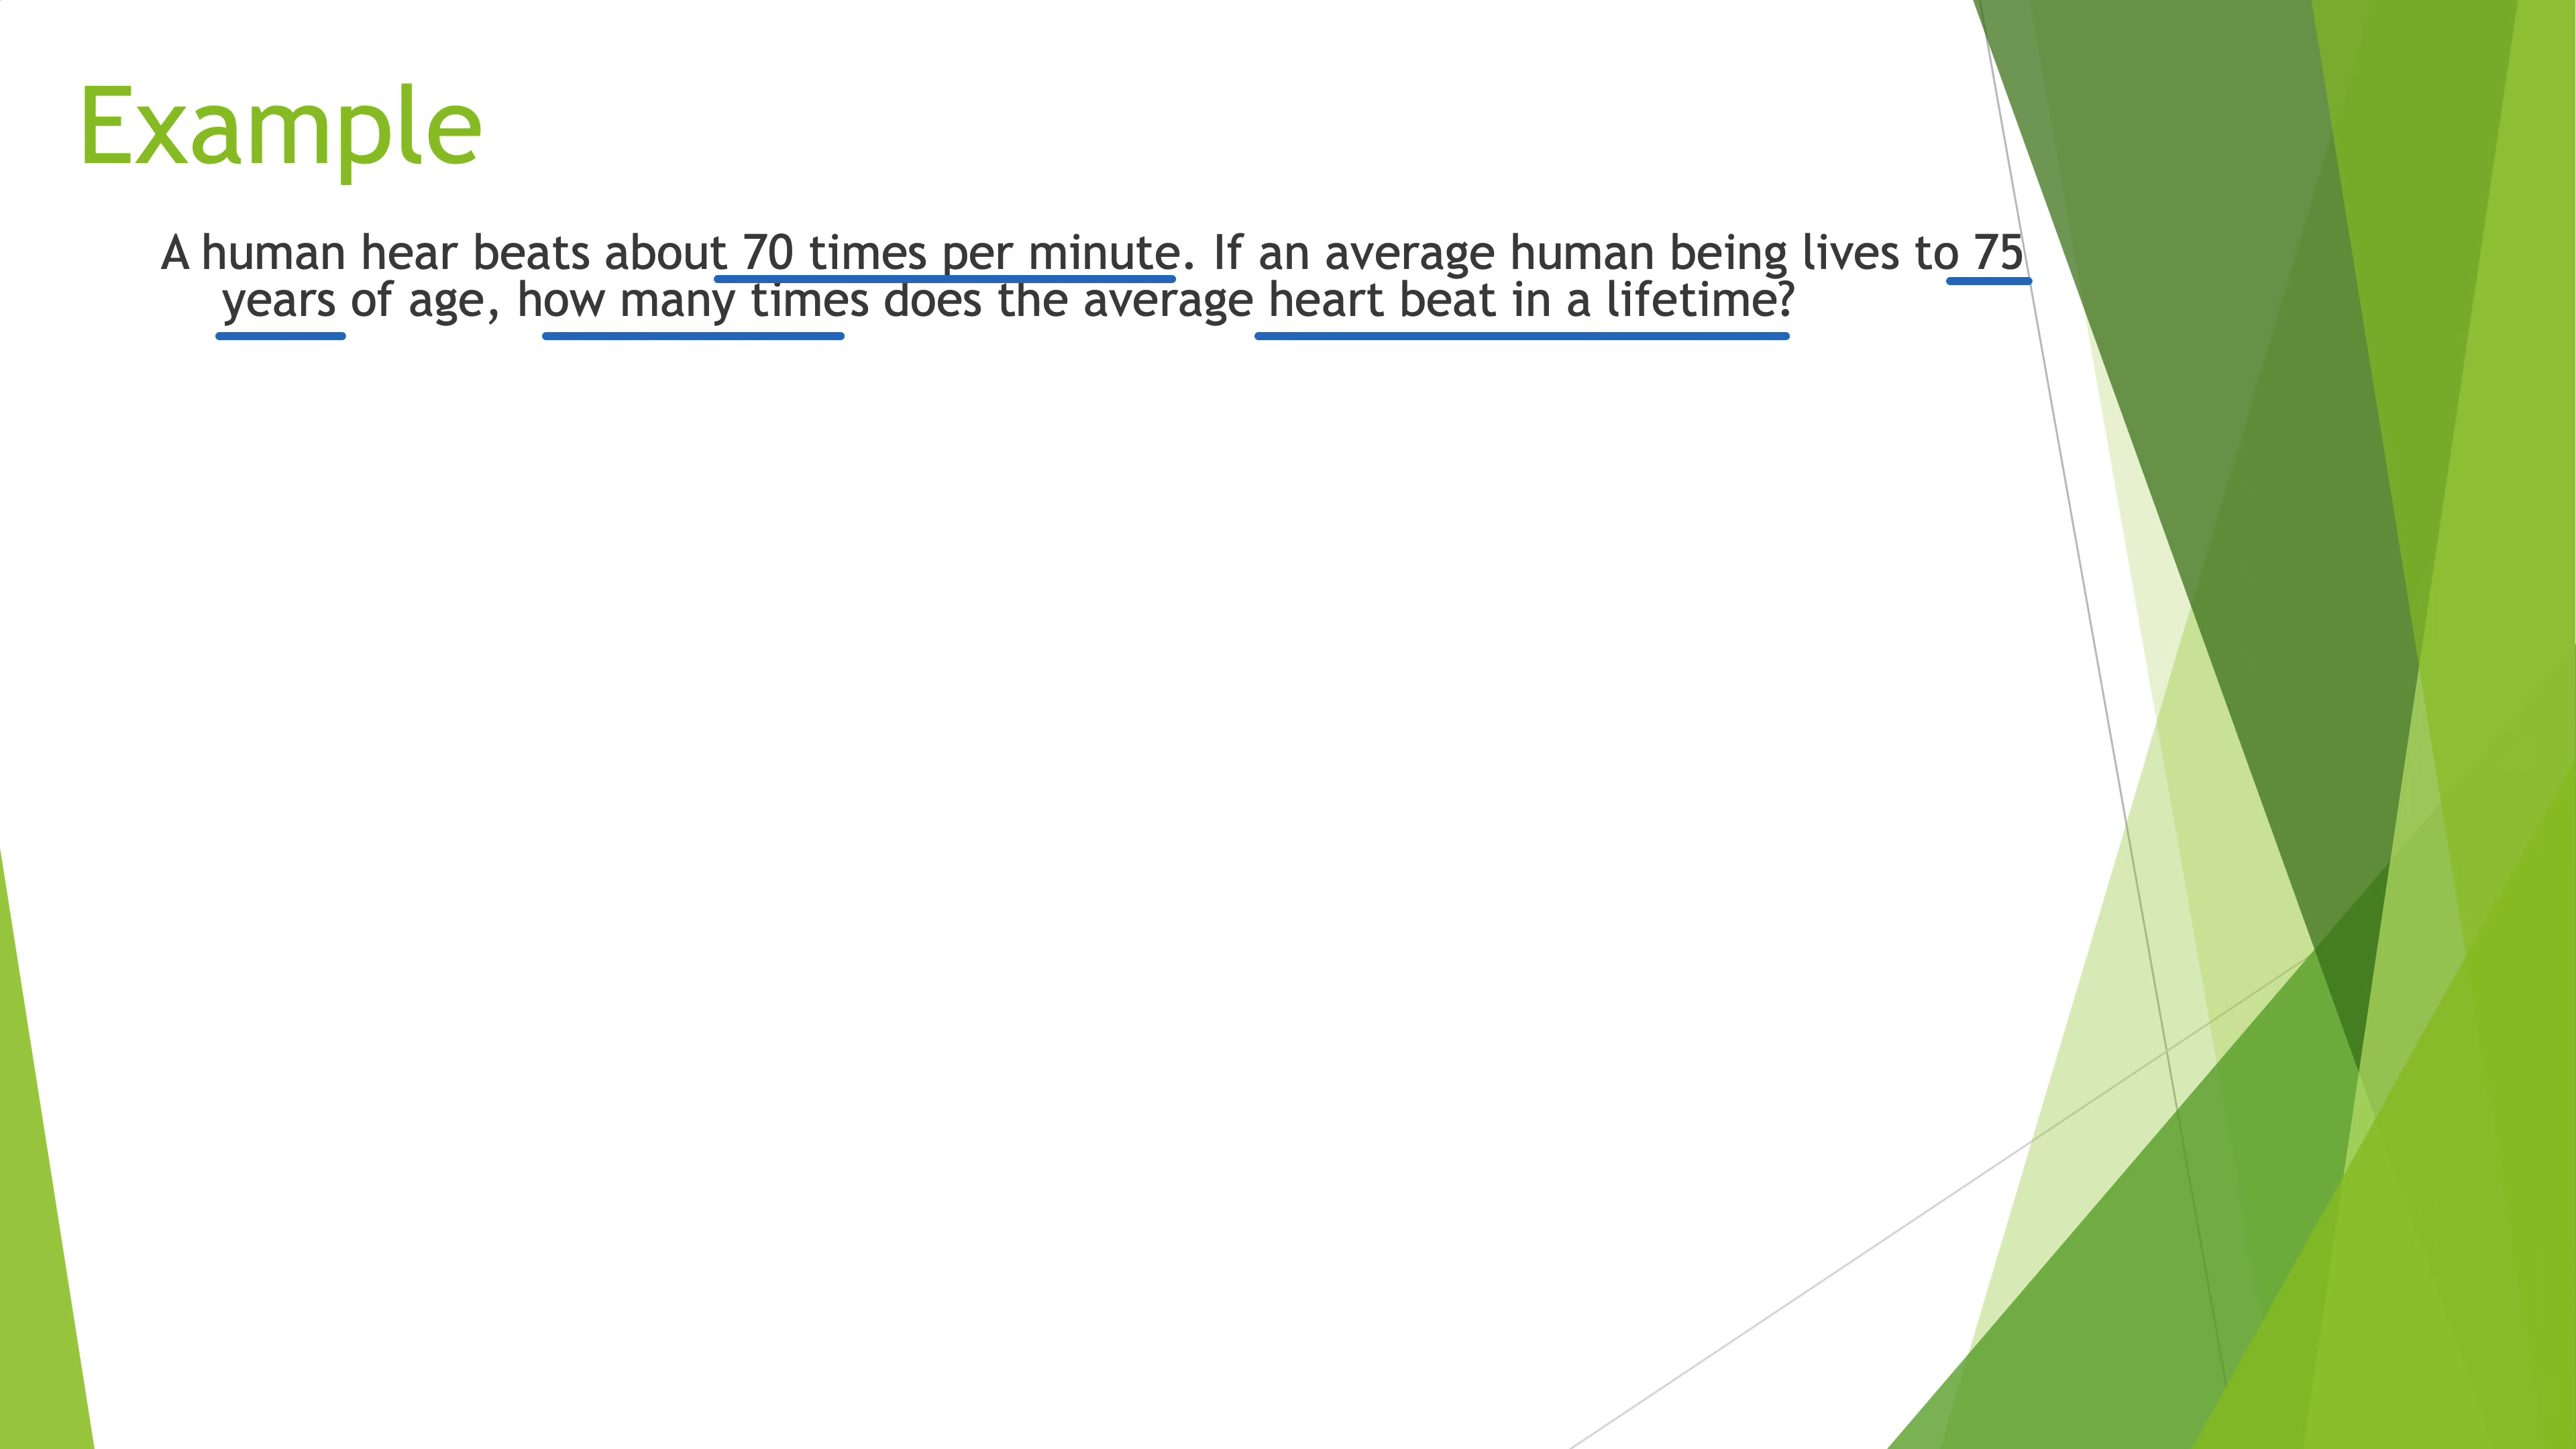 Example
A human hear beats about 70 times per minute. If an average human being lives to 75
years of age, how many times does the average heart beat in a lifetime?